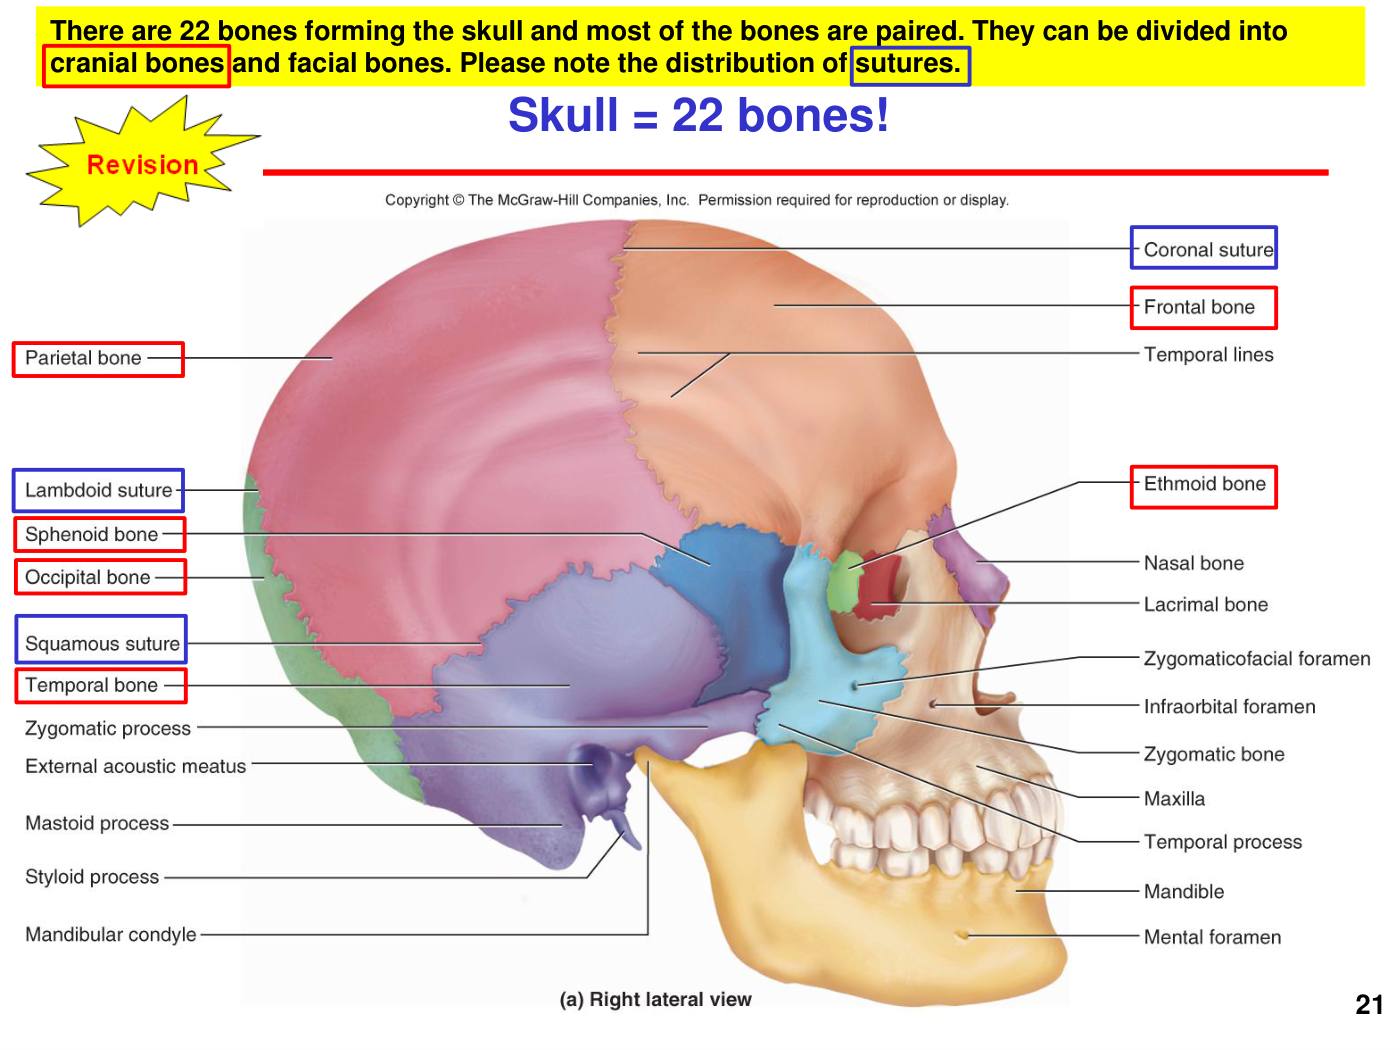 There are 22 bones forming the skull and most of the bones are paired. They can be divided into
cranial bones and facial bones. Please note the distribution of sutures.
Skull = 22 bones!
Revision
Copyright © The McGraw-Hill Companies, Inc. Permission required for reproduction or display.
Parietal bone
Lambdoid suture
Sphenoid bone
Occipital bone
Squamous suture
Temporal bone
Zygomatic process
External acoustic meatus
Mastoid process
Styloid process
Mandibular condyle
Coronal suture
Frontal bone
Temporal lines
Ethmoid bone
Nasal bone
Lacrimal bone
Zygomaticofacial foramen
Infraorbital foramen
Zygomatic bone
Maxilla
Temporal process
Mandible
Mental foramen
(a) Right lateral view
21